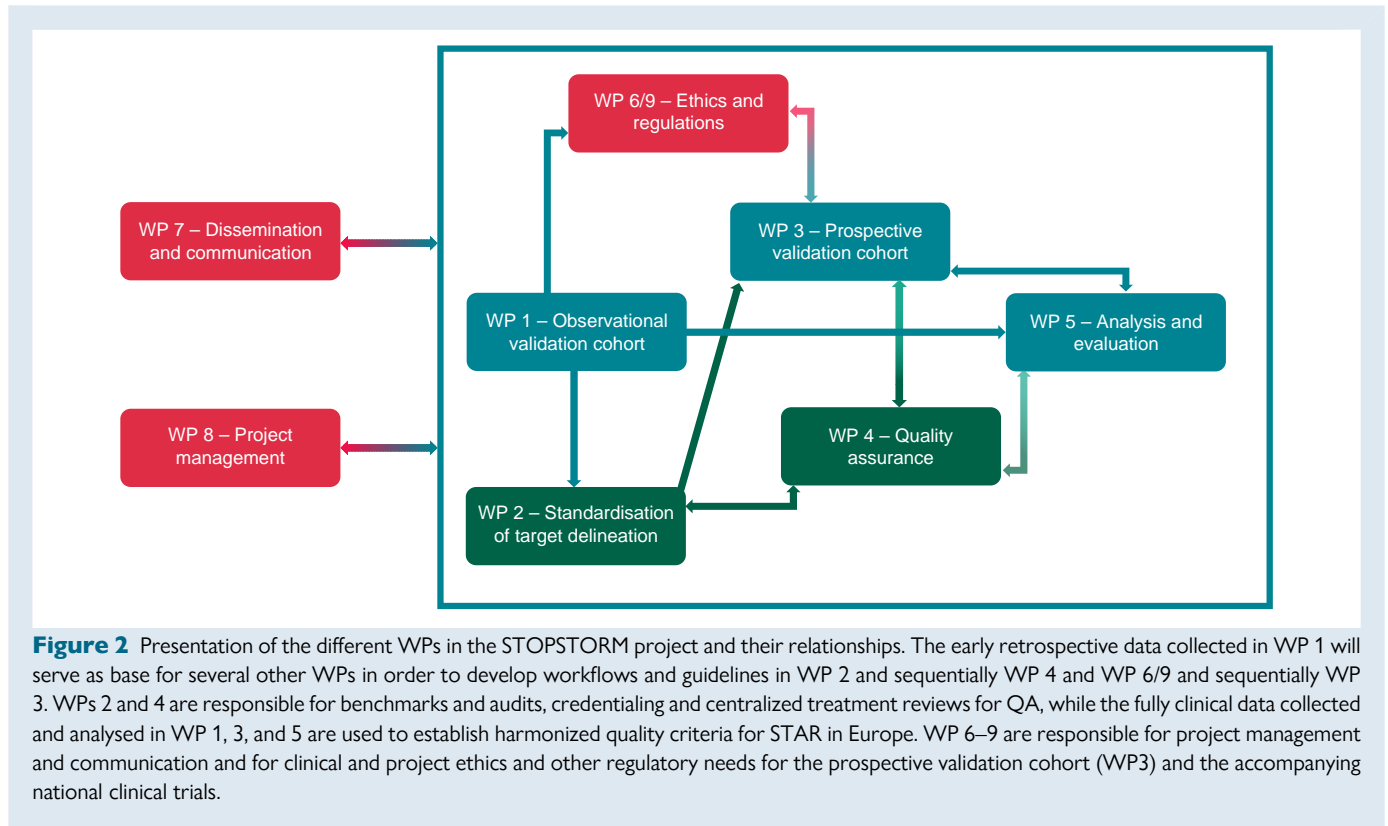 WP 6/9 – Ethics and
regulations
WP 7 – Dissemination
and communication
WP 3 – Prospective
validation cohort
WP 1 – Observational
validation cohort
WP 5 – Analysis and
evaluation
WP 8 – Project
management
WP 4 – Quality
assurance
WP 2 – Standardisation
of target delineation
Figure 2 Presentation of the different WPs in the STOPSTORM project and their relationships. The early retrospective data collected in WP 1 will
serve as base for several other WPs in order to develop workflows and guidelines in WP 2 and sequentially WP 4 and WP 6/9 and sequentially WP
3. WPs 2 and 4 are responsible for benchmarks and audits, credentialing and centralized treatment reviews for QA, while the fully clinical data collected
and analysed in WP 1, 3, and 5 are used to establish harmonized quality criteria for STAR in Europe. WP 6–9 are responsible for project management
and communication and for clinical and project ethics and other regulatory needs for the prospective validation cohort (WP3) and the accompanying
national clinical trials.